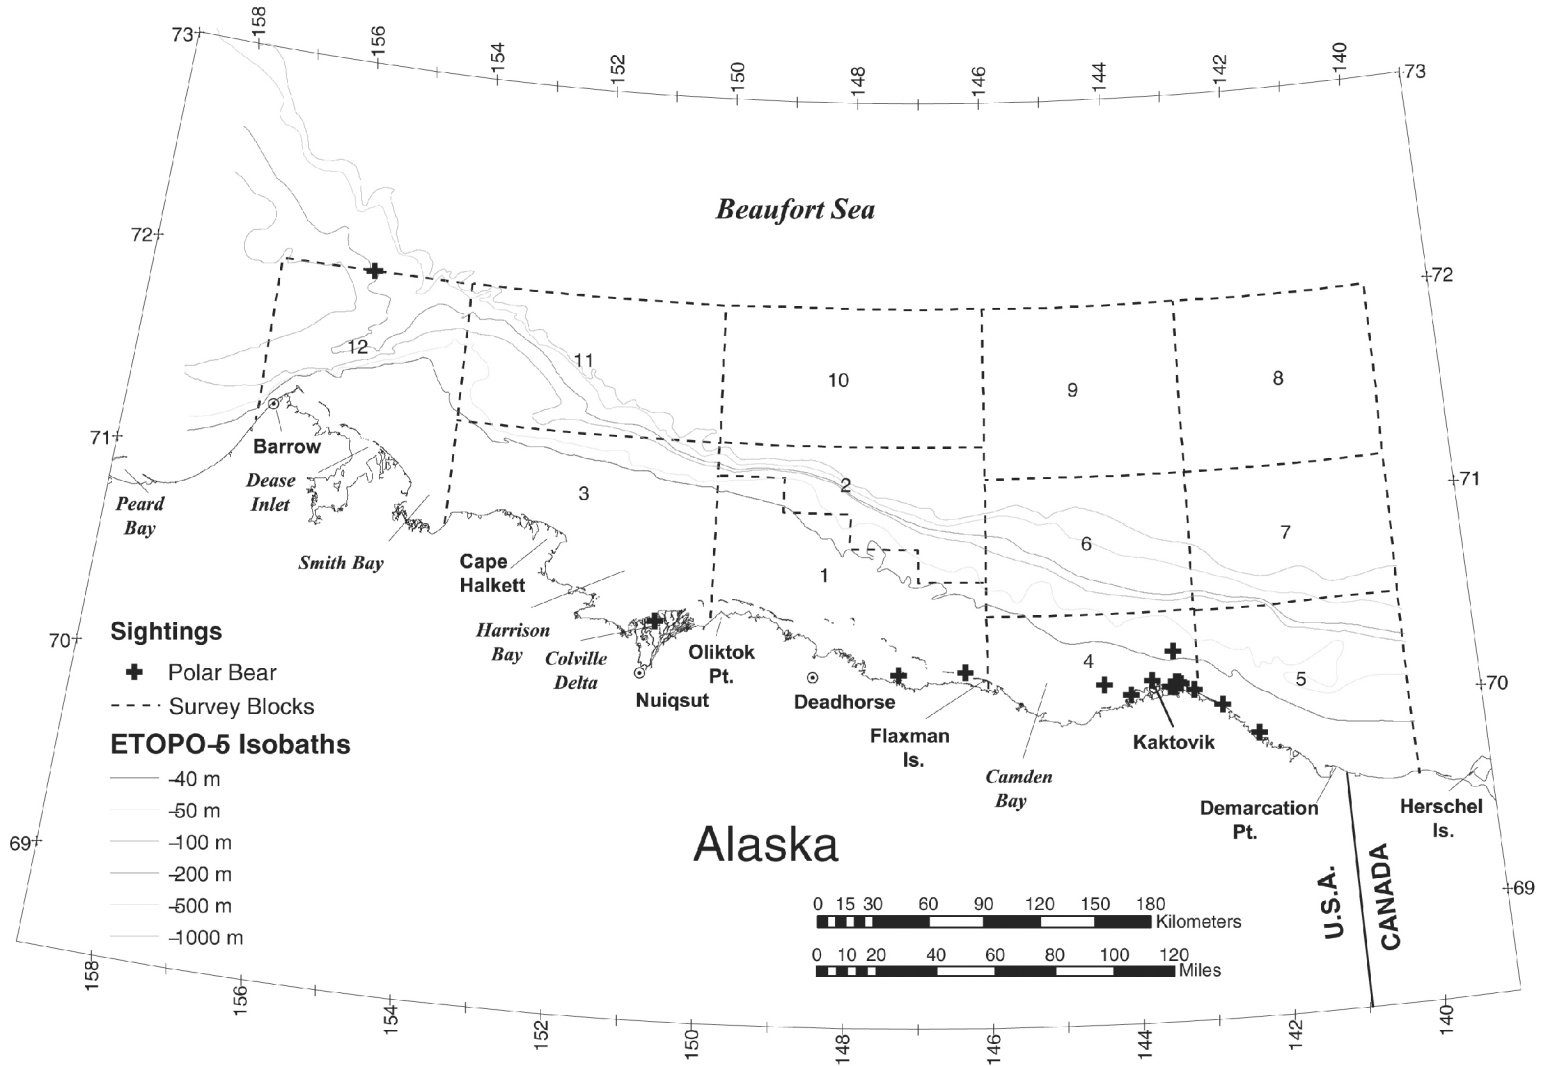 158
156
154
152
150
148
146
144
142
140
73
73
Beaufort Sea
72
72
12
11
10
9
8
71
71
Barrow
Dease
Inlet
Peard
Bay
Smith Bay
3
2
6
7
Cape
Halkett
1
Harrison
Bay
Colville
Delta
Oliktok
Pt.
Nuiqsut
Deadhorse
Flaxman
Is.
4
5
70
70
Kaktovik
Camden
Bay
Demarcation
Pt.
Herschel
Is.
Sightings
Polar Bear
Survey Blocks
ETOPO-5 Isobaths
-40 m
-50 m
-100 m
-200 m
-500 m
-1000 m
69
69
Alaska
U.S.A.
CANADA
0 15 30 60 90 120 150 180
Kilometers
0 10 20 40 60 80 100 120
Miles
158
156
154
152
150
148
146
144
142
140